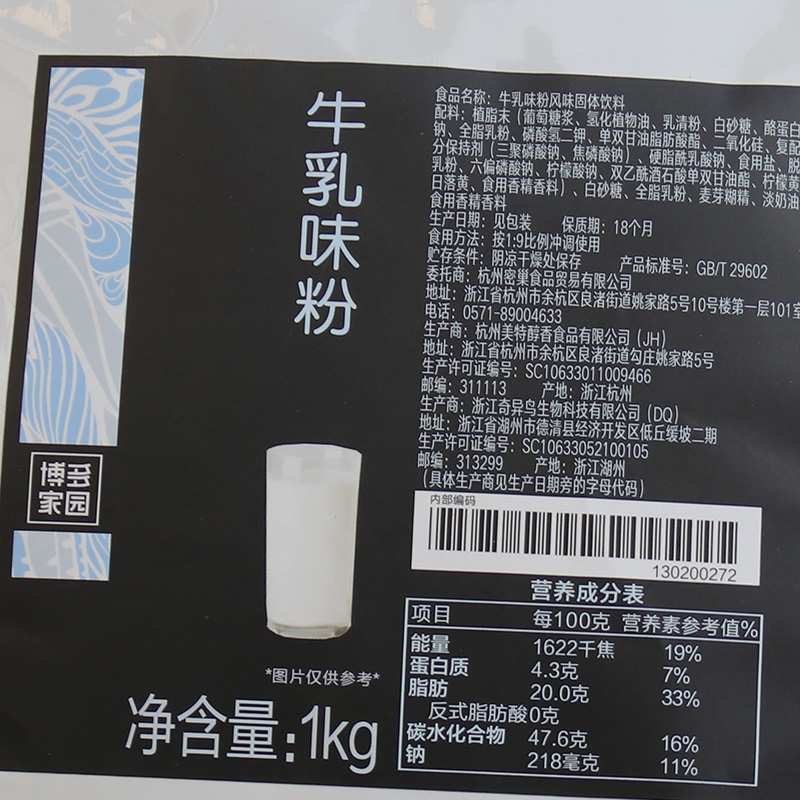 牛乳味粉
博多
家园
*图片仅供参考*
净含量:1kg
食品名称：牛乳味粉风味固体饮料
配料：植脂末（葡萄糖浆、氢化植物油、乳清粉、白砂糖、酪蛋白
钠、全脂乳粉、磷酸氢二钾、单双甘油脂肪酸酯、二氧化硅、复配
分保持剂（三聚磷酸钠、焦磷酸钠）、硬脂酰乳酸钠、食用盐、脱
乳粉、六偏磷酸钠、柠檬酸钠、双乙酰酒石酸单双甘油酯、柠檬黄
日落黄、食用香精香料）、白砂糖、全脂乳粉、麦芽糊精、淡奶油
食用香精香料
生产日期：见包装 保质期：18个月
食用方法：按1:9比例冲调使用
贮存条件：阴凉干燥处保存 产品标准号：GB/T 29602
委托商：杭州密巢食品贸易有限公司
地址：浙江省杭州市余杭区良渚街道姚家路5号10号楼第一层101室
电话：0571-89004633
生产商：杭州美特醇香食品有限公司（JH）
地址：浙江省杭州市余杭区良渚街道勾庄姚家路5号
生产许可证编号：SC10633011009466
邮编：311113 产地：浙江杭州
生产商：浙江奇异鸟生物科技有限公司（DQ）
地址：浙江省湖州市德清县经济开发区低丘缓坡二期
生产许可证编号：SC10633052100105
邮编：313299 产地：浙江湖州
（具体生产商见生产日期旁的字母代码）
内部编码
130200272
营养成分表
项目 每100克 营养素参考值%
能量 1622千焦 19%
蛋白质 4.3克 7%
脂肪 20.0克 33%
反式脂肪酸 0克
碳水化合物 47.6克 16%
钠 218毫克 11%